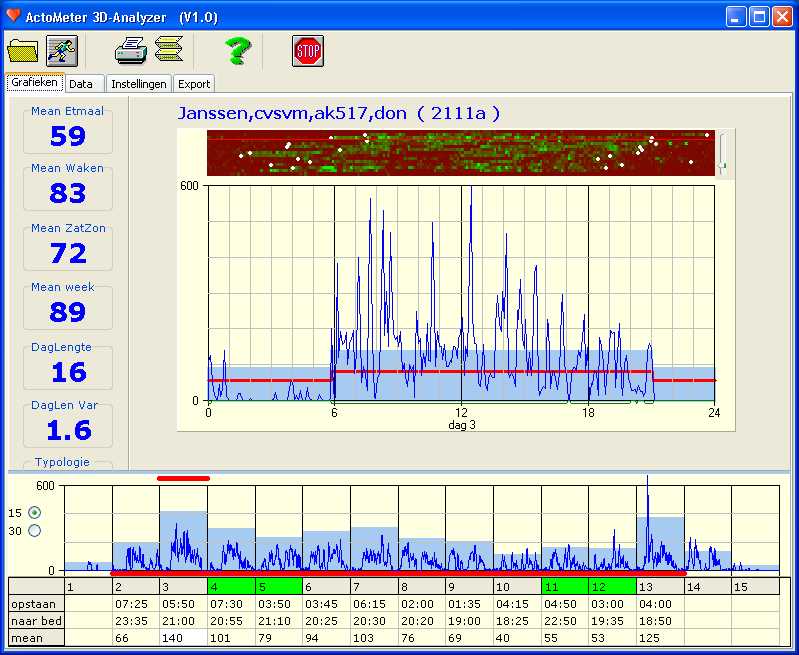 ActoMeter 3D-Analyzer (V1.0)
STOP
Grafieken Data Instellingen Export
Mean Etmaal
59
Mean Waken
83
Mean ZatZon
72
Mean week
89
DagLengte
16
DagLen Var
1.6
Typologie
Janssen,cvsvm,ak517,don ( 2111a )
600
0
0 6 12 18 24
dag 3
600
15
30
0
1 2 3 4 5 6 7 8 9 10 11 12 13 14 15
opstaan 07:25 05:50 07:30 03:50 03:45 06:15 02:00 01:35 04:15 04:50 03:00 04:00
naar bed 23:35 21:00 20:55 21:10 20:25 20:30 20:20 19:00 18:25 22:50 19:35 18:50
mean 66 140 101 79 94 103 76 69 40 55 53 125